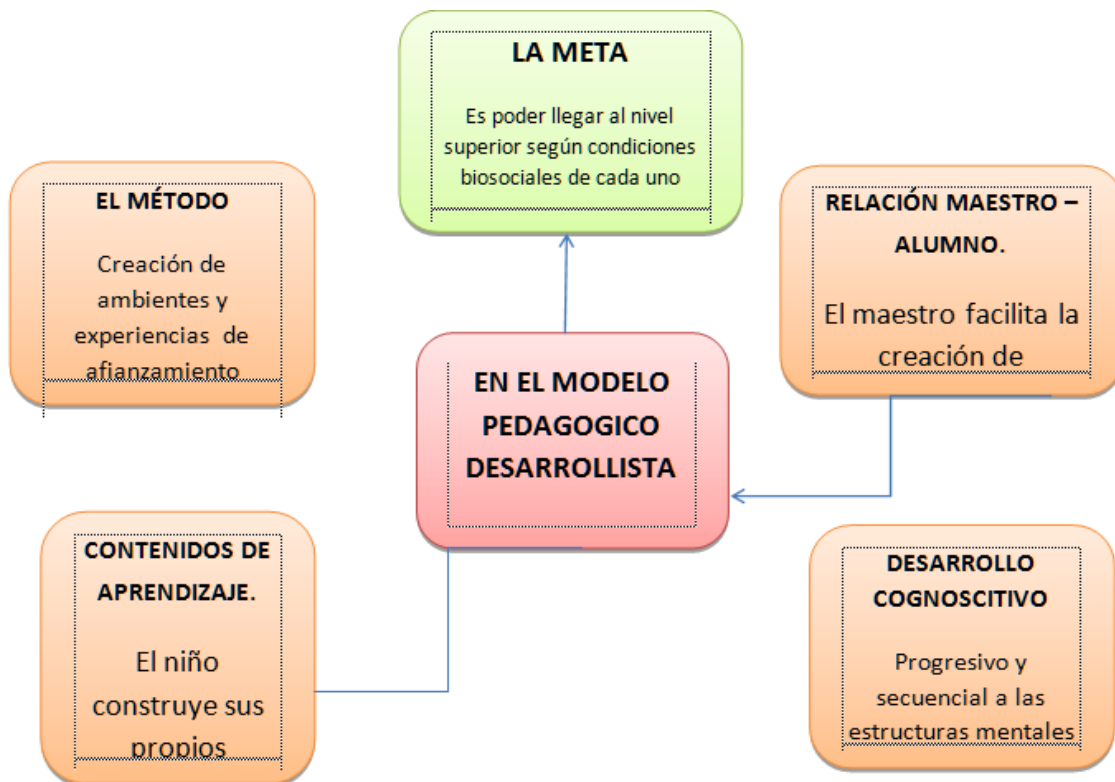 LA META
Es poder llegar al nivel
superior según condiciones
biosociales de cada uno
EL MÉTODO
Creación de
ambientes y
experiencias de
afianzamiento
RELACIÓN MAESTRO –
ALUMNO.
El maestro facilita la
creación de
EN EL MODELO
PEDAGOGICO
DESARROLLISTA
CONTENIDOS DE
APRENDIZAJE.
El niño
construye sus
propios
DESARROLLO
COGNOSCITIVO
Progresivo y
secuencial a las
estructuras mentales